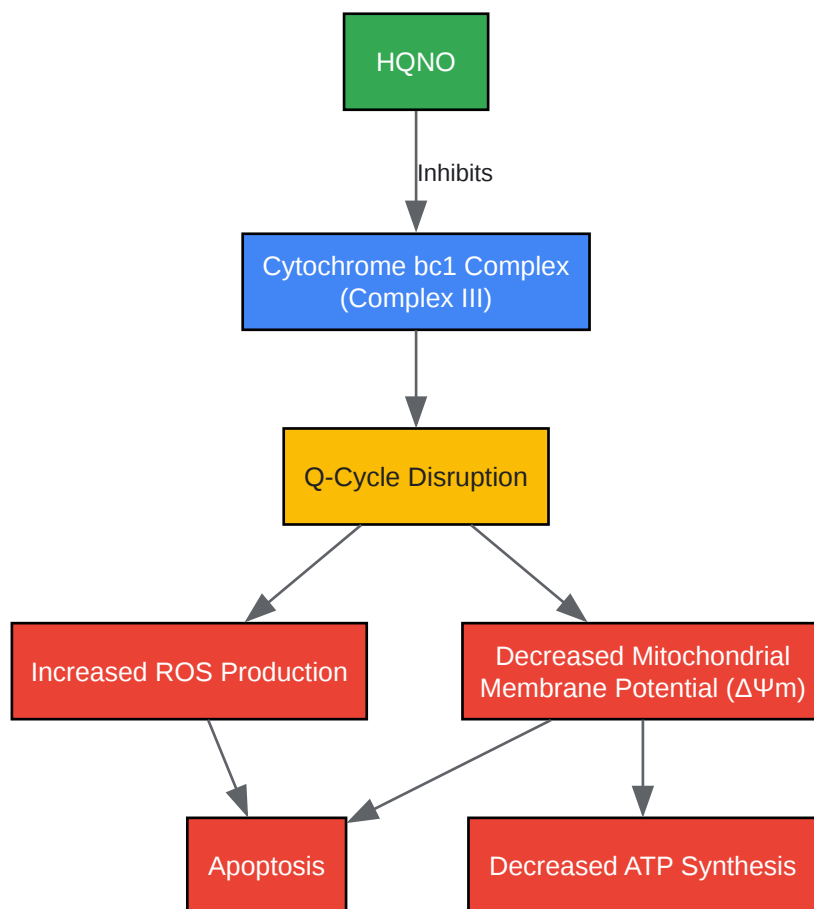 HQNO
Inhibits
Cytochrome bc1 Complex
(Complex III)
Q-Cycle Disruption
Increased ROS Production
Decreased Mitochondrial
Membrane Potential (ΔΨm)
Apoptosis
Decreased ATP Synthesis